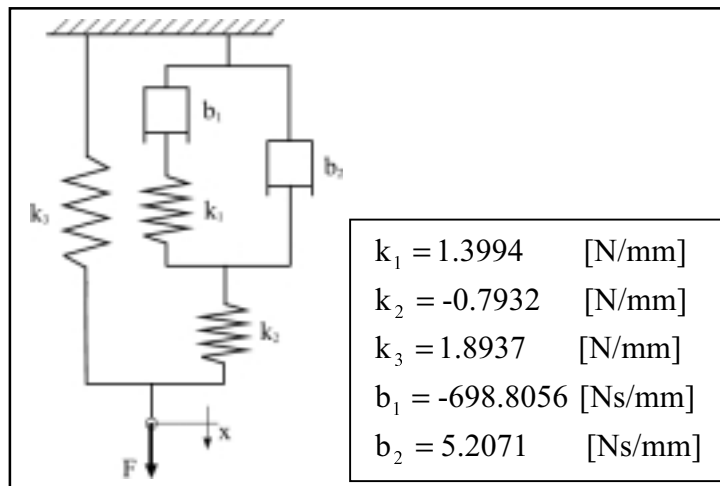 b₁
b₂
k₃
k₁
k₂
x
F
k₁ = 1.3994 [N/mm]
k₂ = -0.7932 [N/mm]
k₃ = 1.8937 [N/mm]
b₁ = -698.8056 [Ns/mm]
b₂ = 5.2071 [Ns/mm]